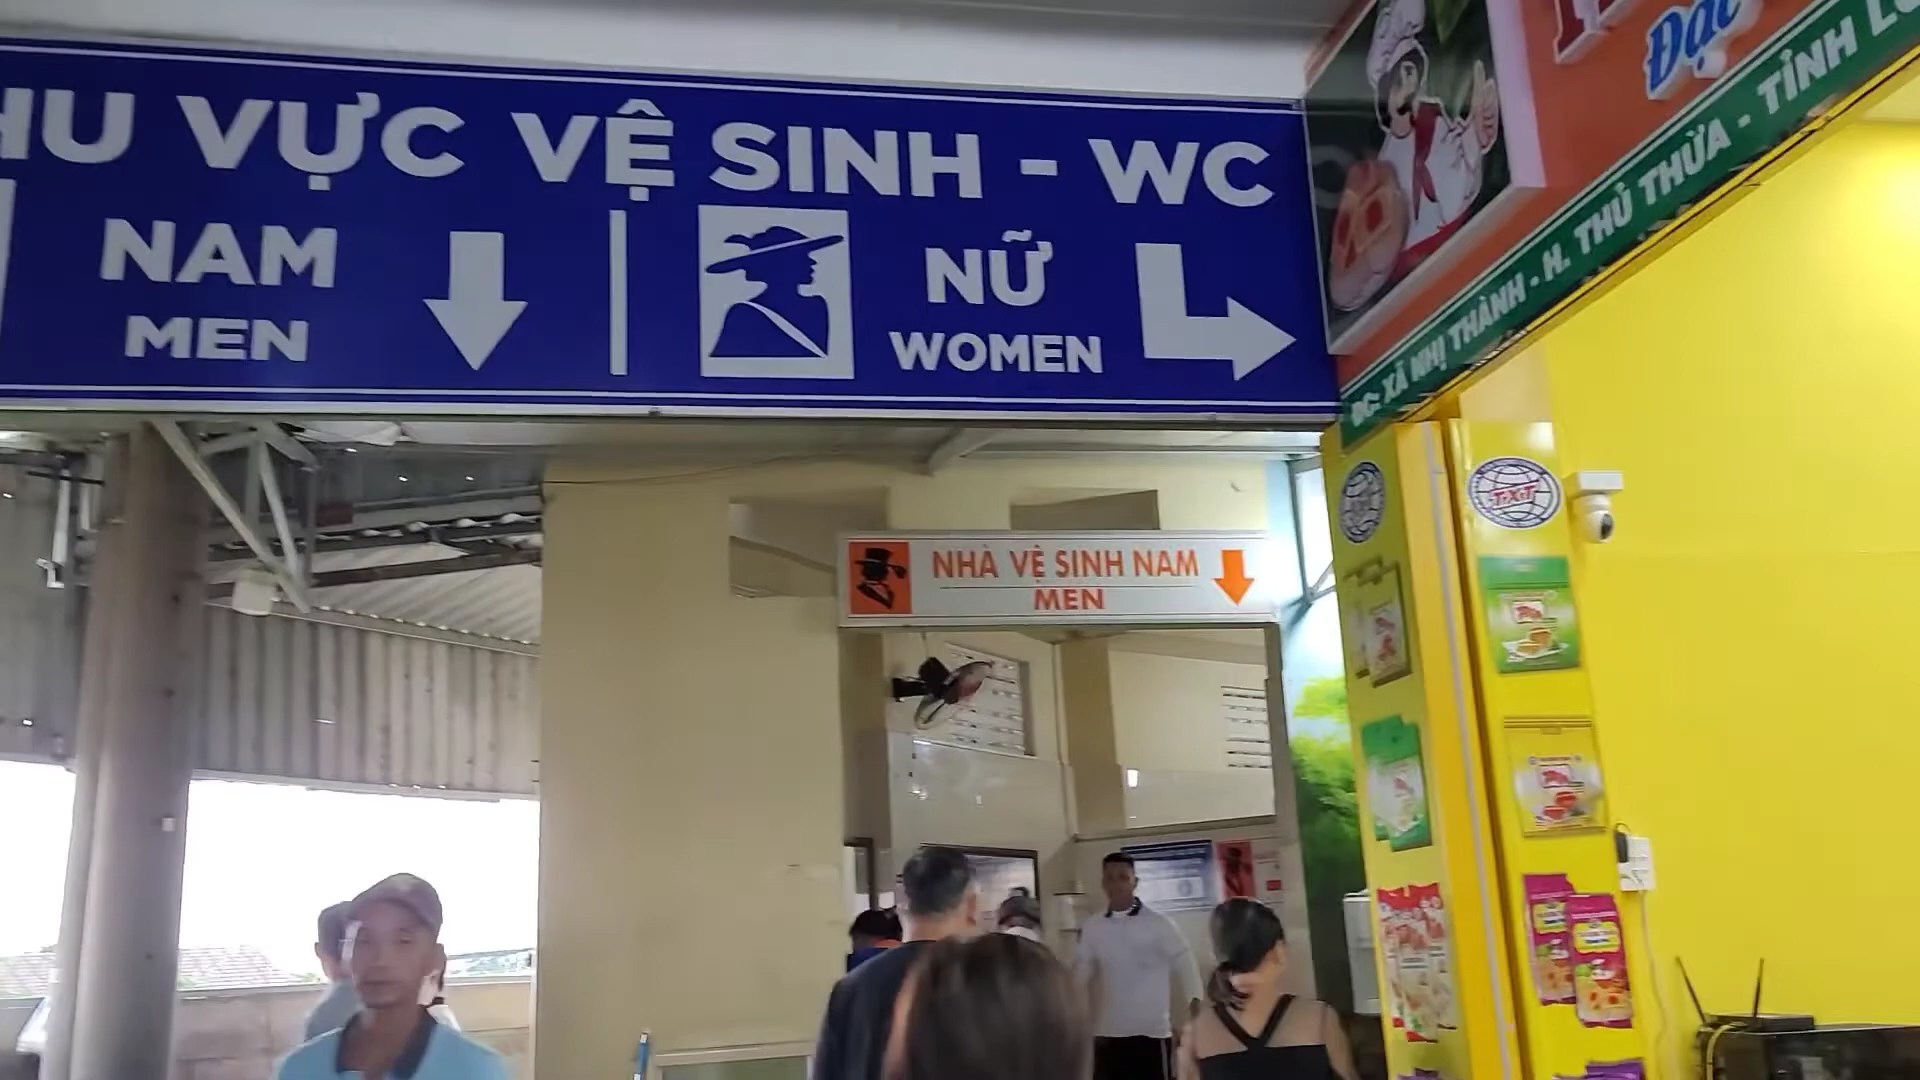 HU VỰC VỆ SINH - WC
NAM
MEN
NỮ
WOMEN
Đặc
ĐC: XÃ NHỊ THÀNH - H. THỦ THỪA - TỈNH LO
T.X.T
NHÀ VỆ SINH NAM
MEN